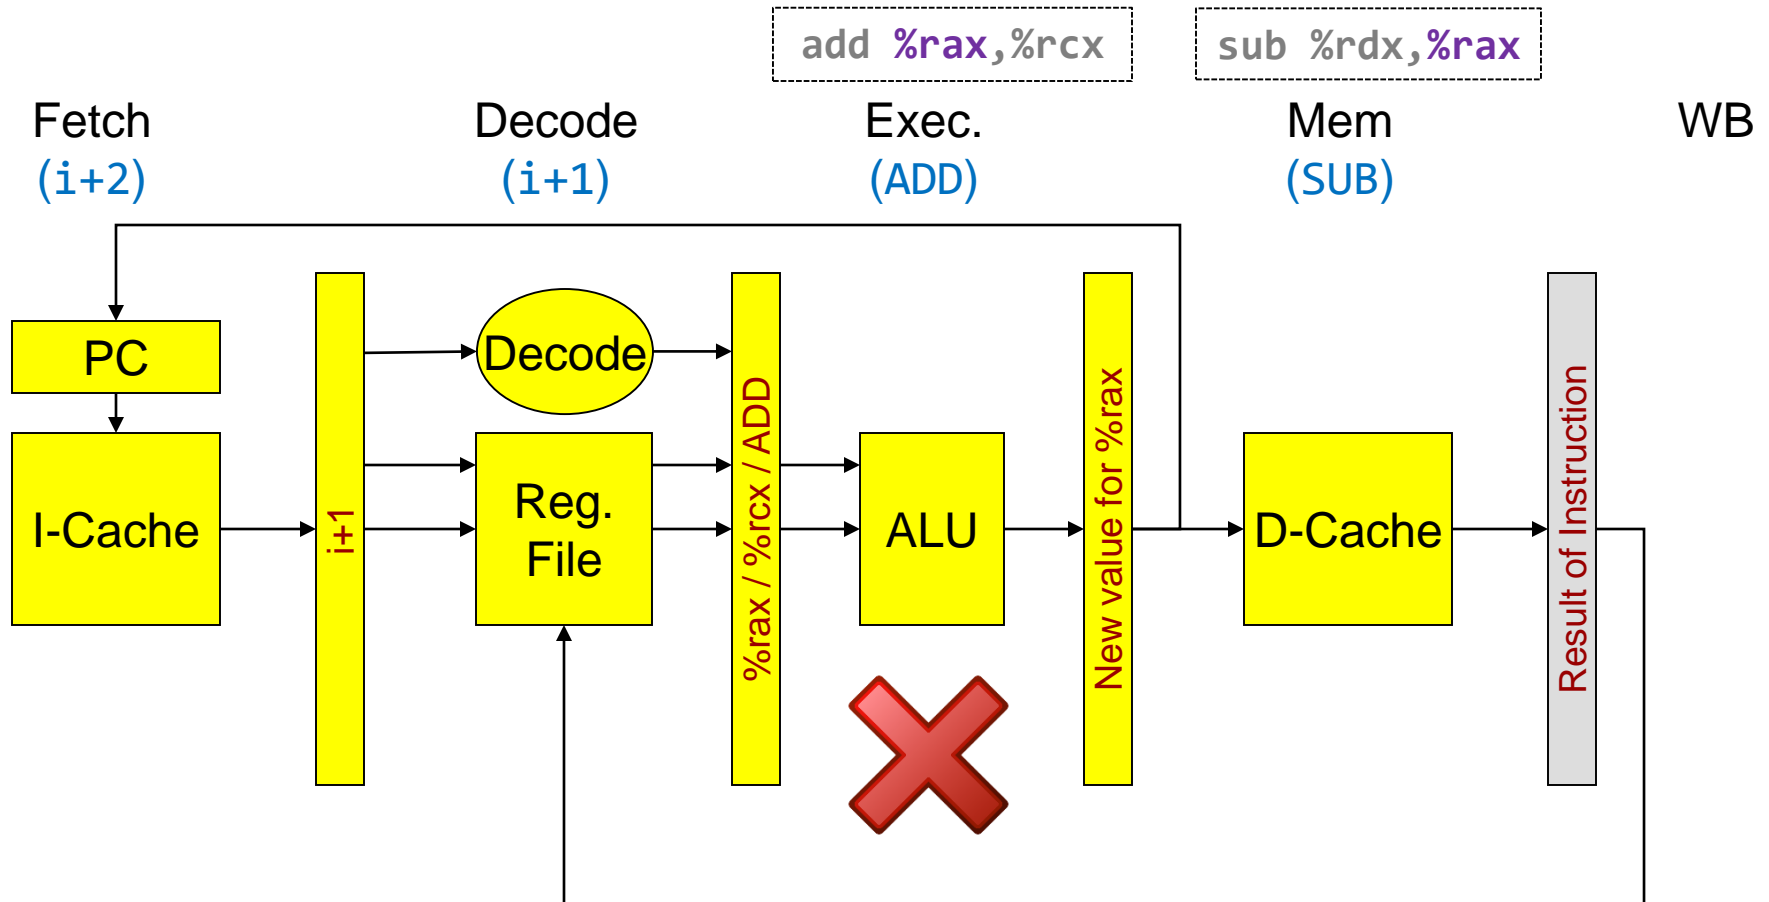 add %rax,%rcx
sub %rdx,%rax
Fetch
(i+2)
Decode
(i+1)
Exec.
(ADD)
Mem
(SUB)
WB
PC
I-Cache
i+1
Decode
Reg.
File
%rax / %rcx / ADD
ALU
New value for %rax
D-Cache
Result of Instruction